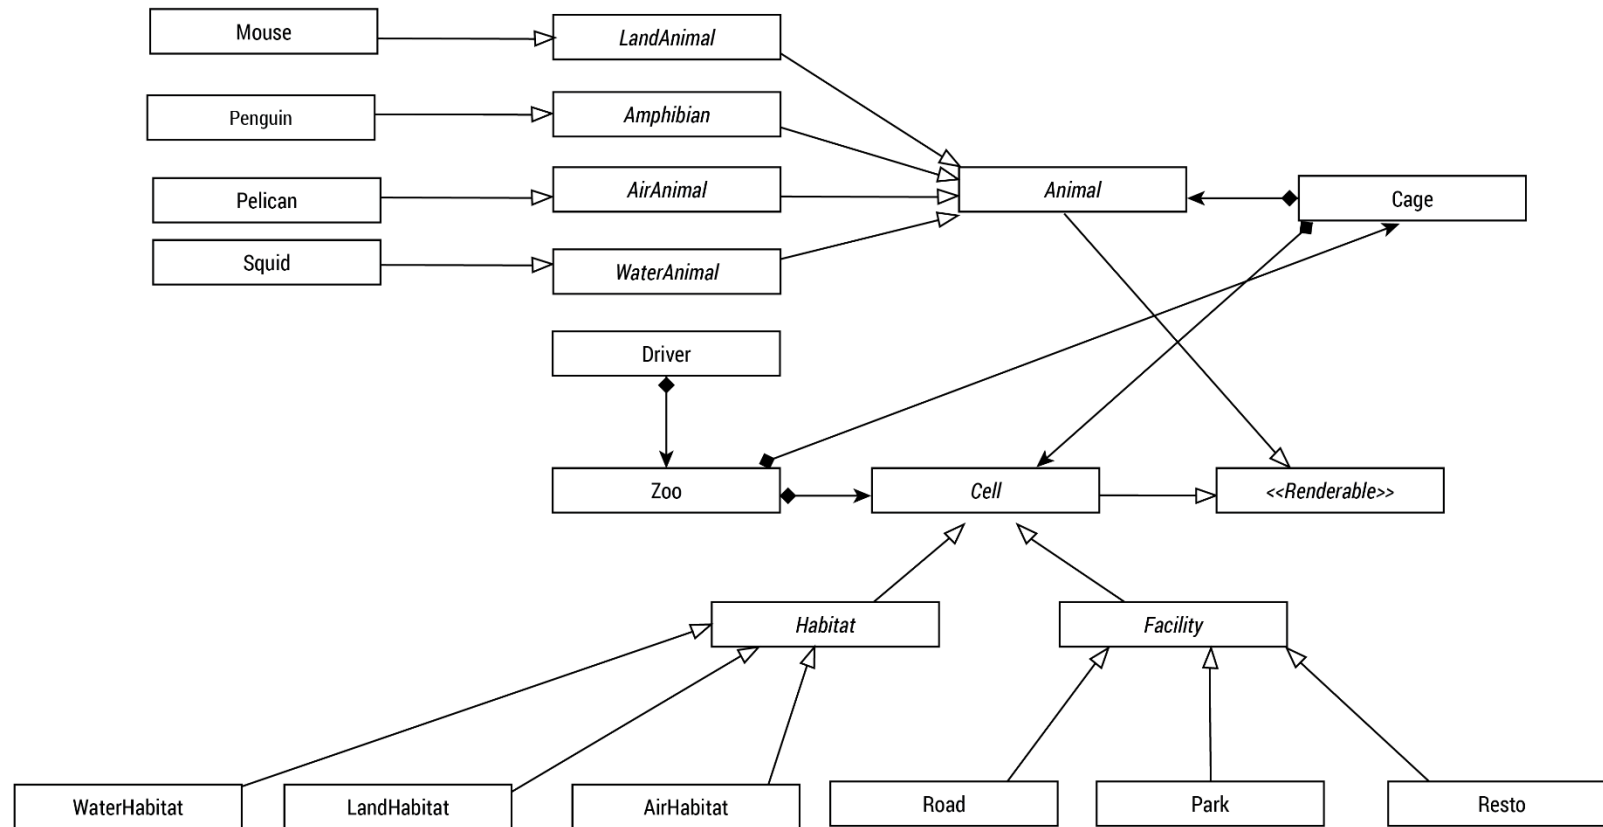 Mouse
LandAnimal
Penguin
Amphibian
Pelican
AirAnimal
Animal
Cage
Squid
WaterAnimal
Driver
Zoo
Cell
<<Renderable>>
Habitat
Facility
WaterHabitat
LandHabitat
AirHabitat
Road
Park
Resto